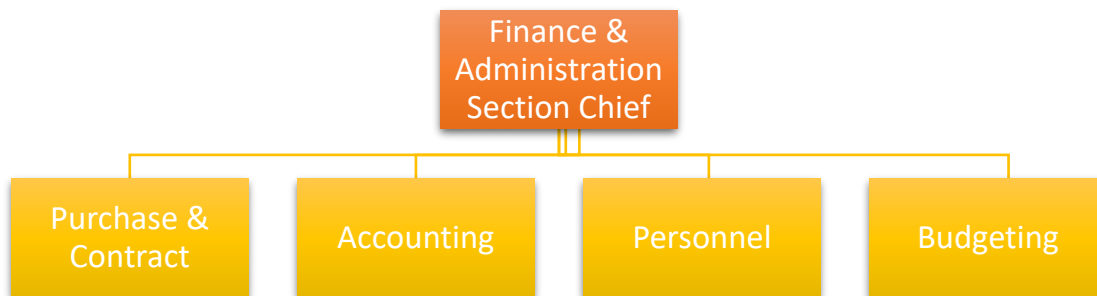 Finance &
Administration
Section Chief
Purchase &
Contract
Accounting
Personnel
Budgeting